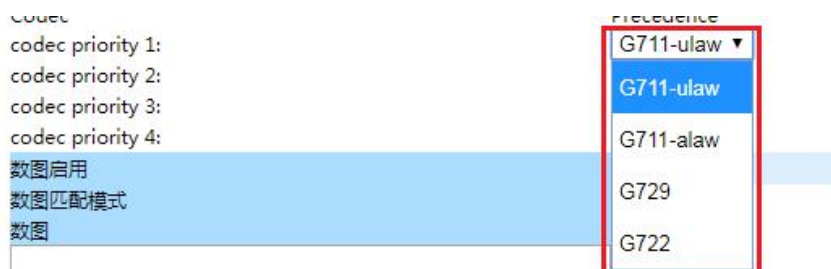 Codec Precedence
codec priority 1: G711-ulaw ▼
codec priority 2: G711-ulaw
codec priority 3:
codec priority 4: G711-alaw
数图启用
数图匹配模式 G729
数图
G722